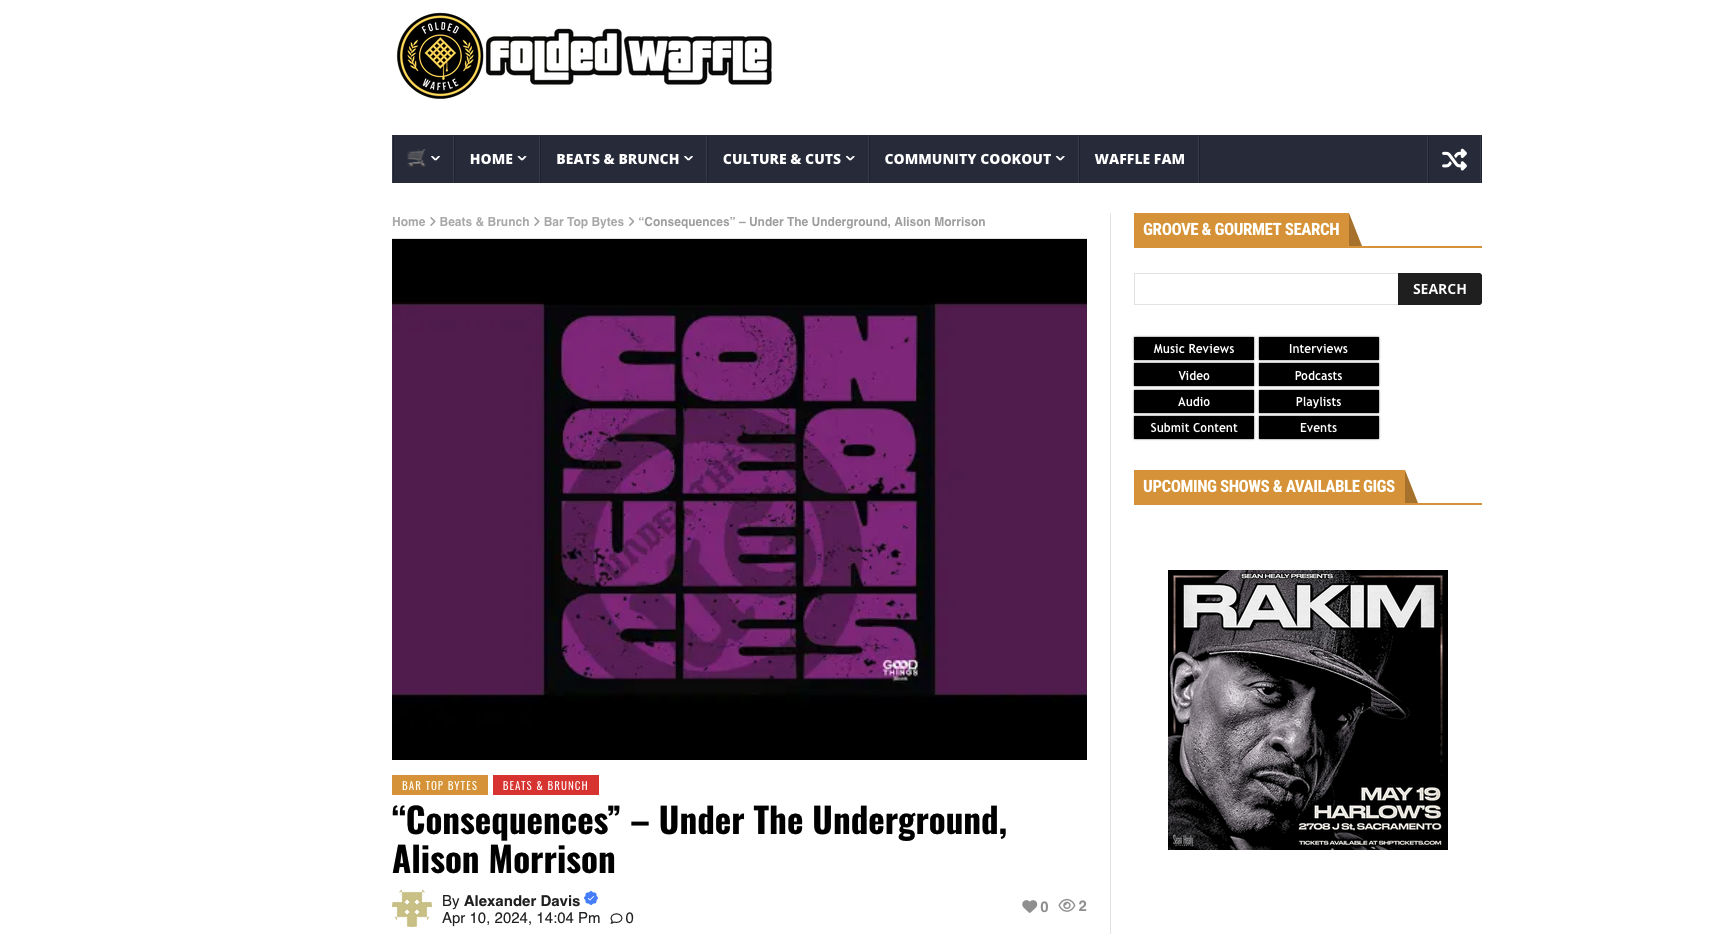 FOLDED
WAFFLE
FOLDED WAFFLE
HOME
BEATS & BRUNCH
CULTURE & CUTS
COMMUNITY COOKOUT
WAFFLE FAM
Home > Beats & Brunch > Bar Top Bytes > “Consequences” – Under The Underground, Alison Morrison
CON
SEQ
UEN
CES
UNDER THE
GOOD
THINGS
BAR TOP BYTES
BEATS & BRUNCH
“Consequences” – Under The Underground,
Alison Morrison
By Alexander Davis
Apr 10, 2024, 14:04 Pm 0
0 2
GROOVE & GOURMET SEARCH
SEARCH
Music Reviews
Interviews
Video
Podcasts
Audio
Playlists
Submit Content
Events
UPCOMING SHOWS & AVAILABLE GIGS
SEAN HEALY PRESENTS
RAKIM
MAY 19
HARLOW'S
2708 J St, SACRAMENTO
TICKETS AVAILABLE AT SHPTICKETS.COM